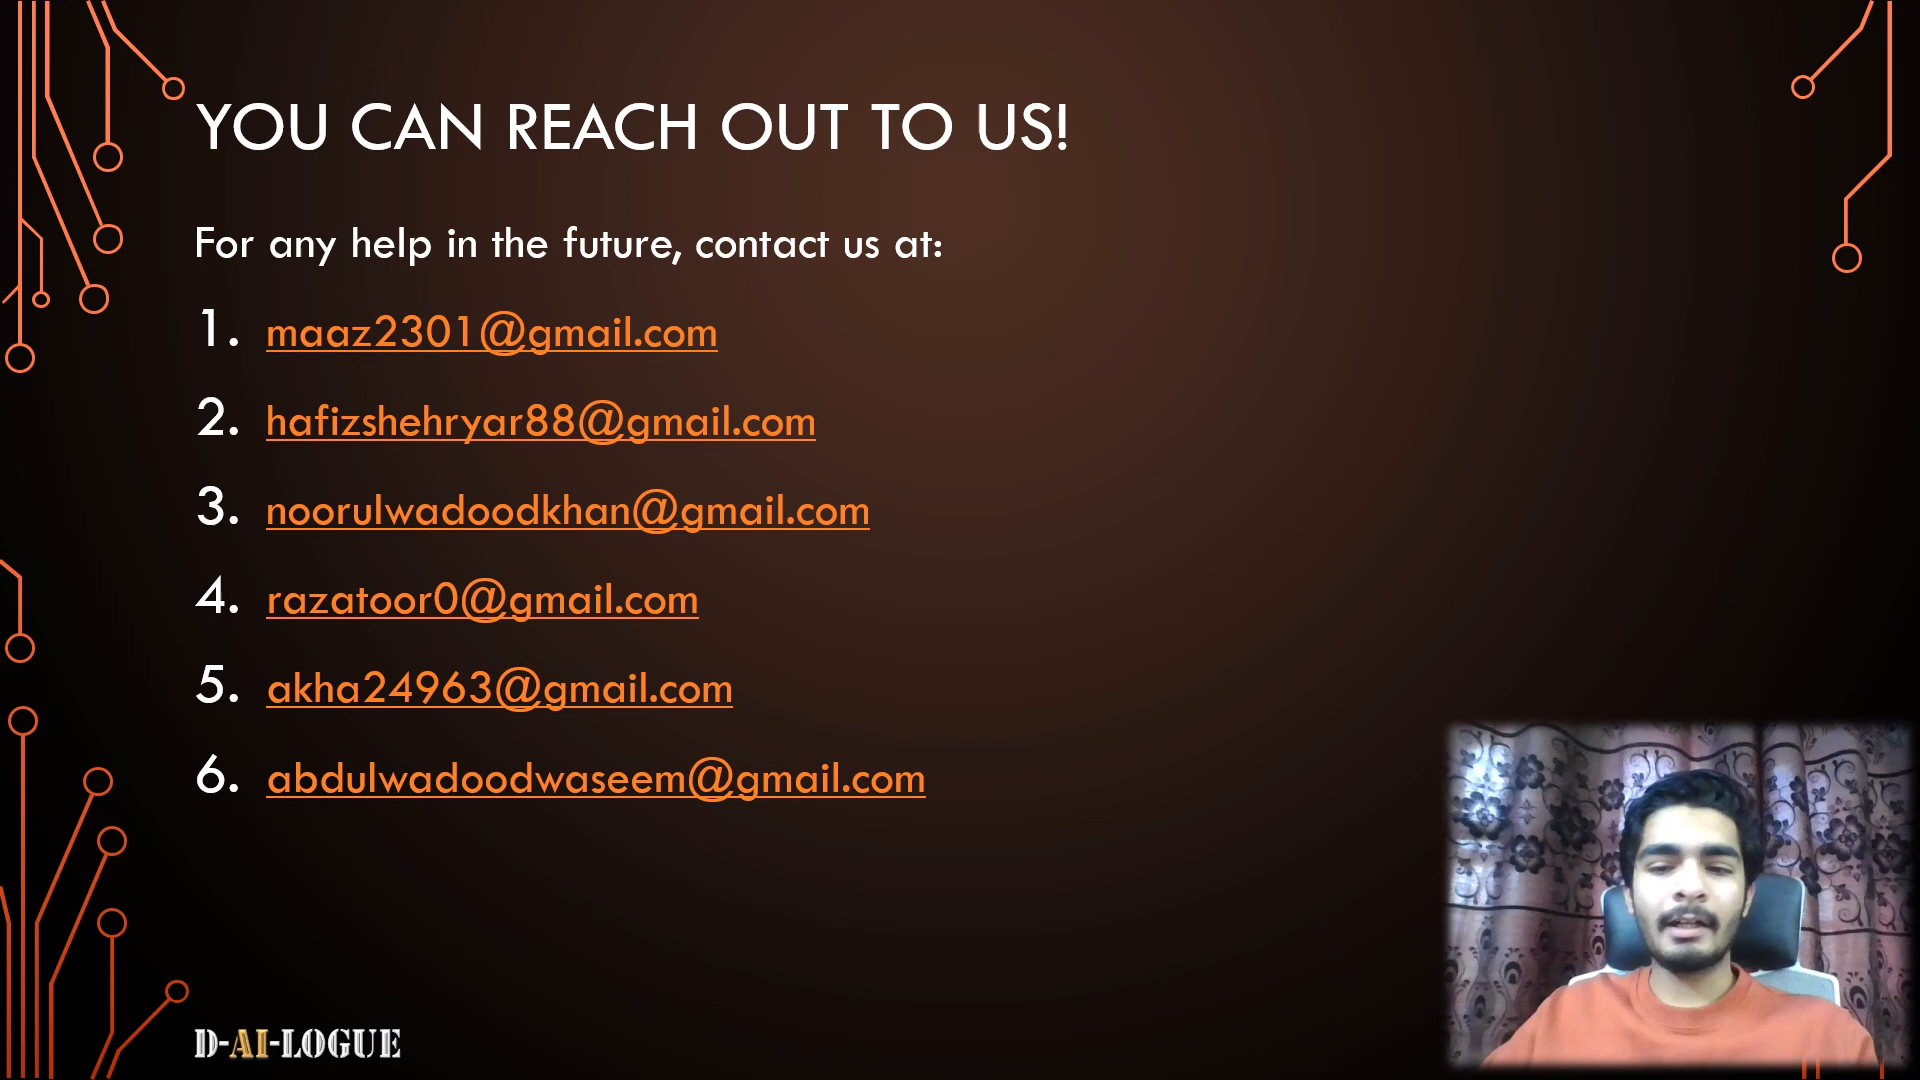 YOU CAN REACH OUT TO US!
For any help in the future, contact us at:
1. maaz2301@gmail.com
2. hafizshehryar88@gmail.com
3. noorulwadoodkhan@gmail.com
4. razatoor0@gmail.com
5. akha24963@gmail.com
6. abdulwadoodwaseem@gmail.com
D-AI-LOGUE